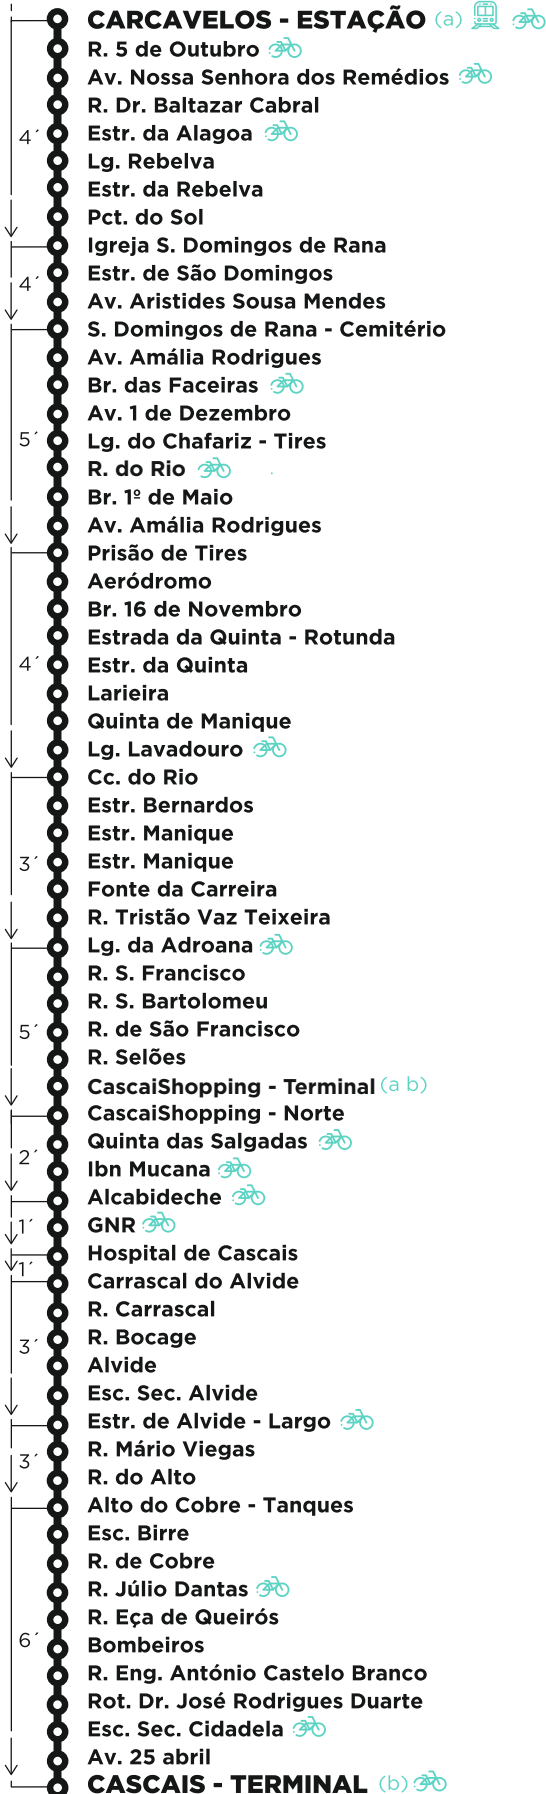 CARCAVELOS - ESTAÇÃO (a)
R. 5 de Outubro
Av. Nossa Senhora dos Remédios
R. Dr. Baltazar Cabral
4´ Estr. da Alagoa
Lg. Rebelva
Estr. da Rebelva
Pct. do Sol
Igreja S. Domingos de Rana
4´ Estr. de São Domingos
Av. Aristides Sousa Mendes
S. Domingos de Rana - Cemitério
Av. Amália Rodrigues
Br. das Faceiras
Av. 1 de Dezembro
5´ Lg. do Chafariz - Tires
R. do Rio
Br. 1º de Maio
Av. Amália Rodrigues
Prisão de Tires
Aeródromo
Br. 16 de Novembro
Estrada da Quinta - Rotunda
4´ Estr. da Quinta
Larieira
Quinta de Manique
Lg. Lavadouro
Cc. do Rio
Estr. Bernardos
Estr. Manique
3´ Estr. Manique
Fonte da Carreira
R. Tristão Vaz Teixeira
Lg. da Adroana
R. S. Francisco
R. S. Bartolomeu
5´ R. de São Francisco
R. Selões
CascaiShopping - Terminal (a b)
CascaiShopping - Norte
Quinta das Salgadas
2´ Ibn Mucana
Alcabideche
1´ GNR
Hospital de Cascais
1´ Carrascal do Alvide
R. Carrascal
3´ R. Bocage
Alvide
Esc. Sec. Alvide
Estr. de Alvide - Largo
3´ R. Mário Viegas
R. do Alto
Alto do Cobre - Tanques
Esc. Birre
R. de Cobre
R. Júlio Dantas
R. Eça de Queirós
6´ Bombeiros
R. Eng. António Castelo Branco
Rot. Dr. José Rodrigues Duarte
Esc. Sec. Cidadela
Av. 25 abril
CASCAIS - TERMINAL (b)